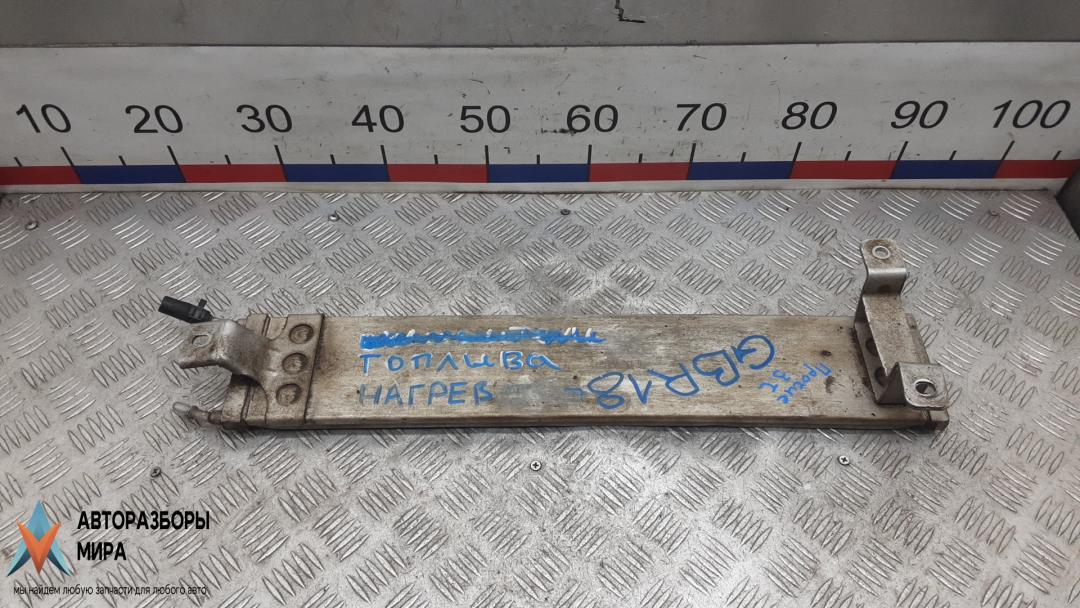 10 20 30 40 50 60 70 80 90 100
ТОПЛИВА
НАГРЕВ
GBR18
АВТОРАЗБОРЫ
МИРА
мы найдем любую запчасти для любого авто